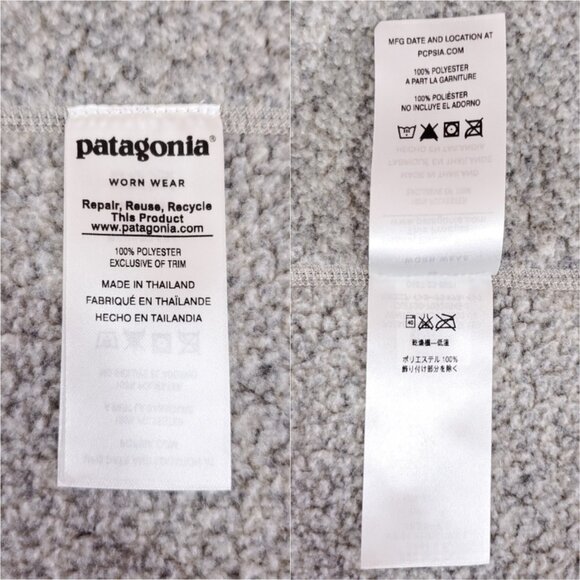 patagonia®
WORN WEAR
Repair, Reuse, Recycle
This Product
www.patagonia.com
100% POLYESTER
EXCLUSIVE OF TRIM
MADE IN THAILAND
FABRIQUÉ EN THAÏLANDE
HECHO EN TAILANDIA
MFG DATE AND LOCATION AT
PCPSIA.COM
100% POLYESTER
A PART LA GARNITURE
100% POLIÉSTER
NO INCLUYE EL ADORNO
乾燥機—低温
ポリエステル 100%
飾り付け部分を除く